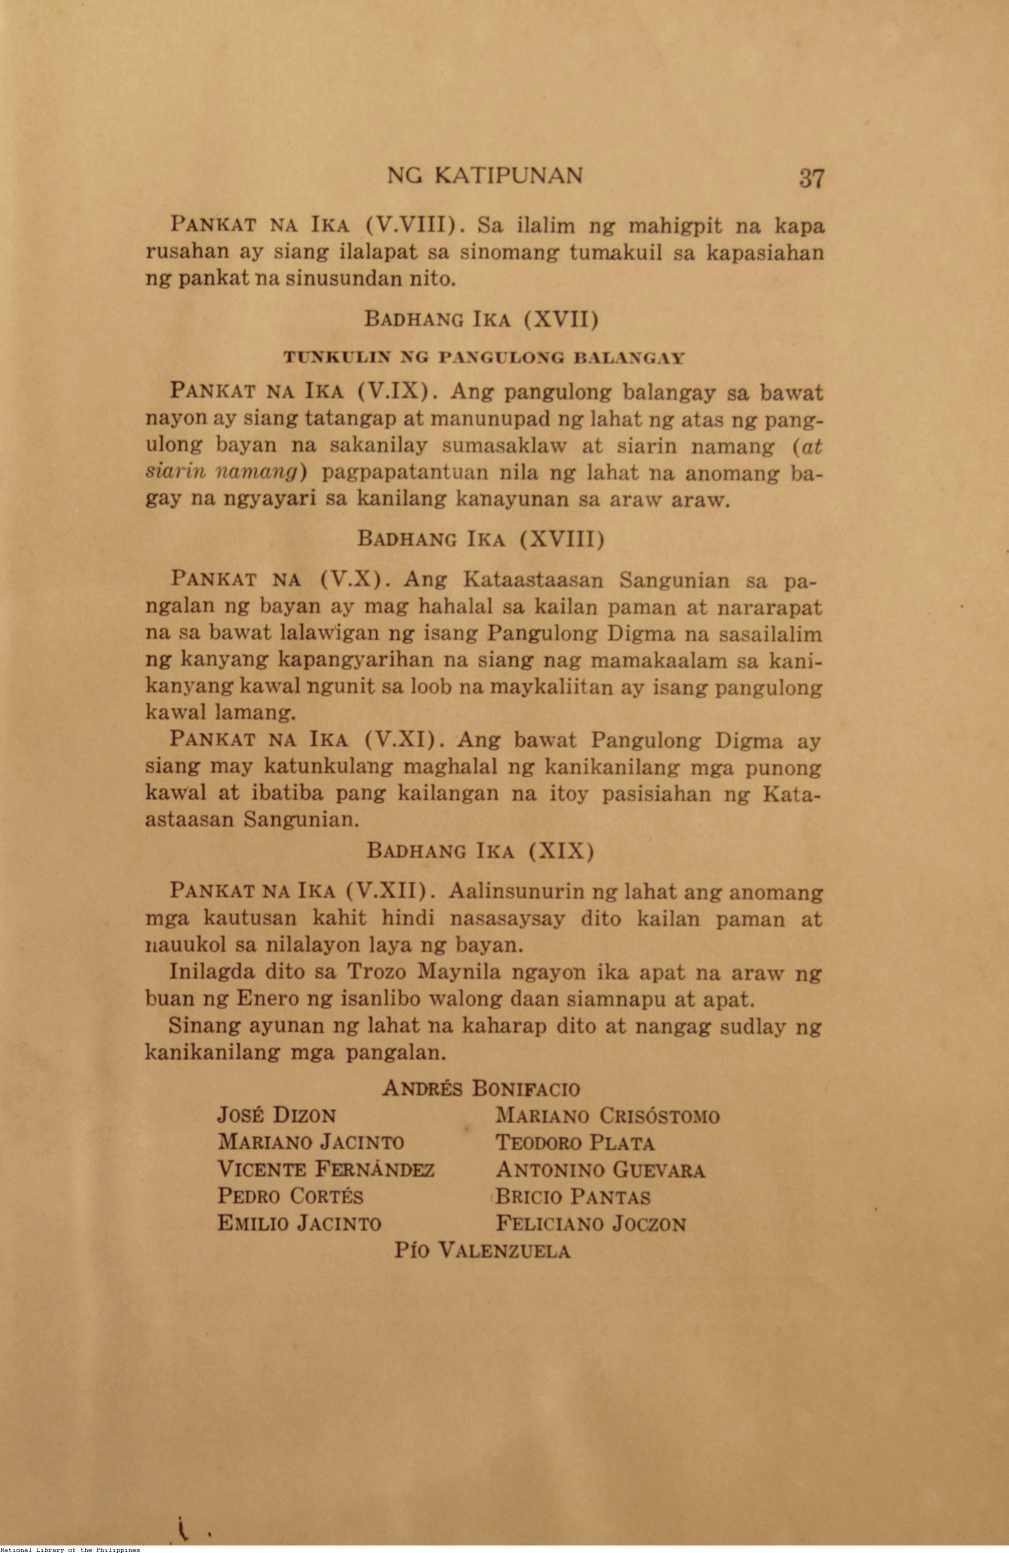 NG KATIPUNAN 37
PANKAT NA IKA (V.VIII). Sa ilalim ng mahigpit na kapa
rusahan ay siang ilalapat sa sinomang tumakuil sa kapasiahan
ng pankat na sinusundan nito.
BADHANG IKA (XVII)
TUNKULIN NG PANGULONG BALANGAY
PANKAT NA IKA (V.IX). Ang pangulong balangay sa bawat
nayon ay siang tatangap at manunupad ng lahat ng atas ng pang-
ulong bayan na sakanilay sumasaklaw at siarin namang (at
siarin namang) pagpapatantuan nila ng lahat na anomang ba-
gay na ngyayari sa kanilang kanayunan sa araw araw.
BADHANG IKA (XVIII)
PANKAT NA (V.X). Ang Kataastaasan Sangunian sa pa-
ngalan ng bayan ay mag hahalal sa kailan paman at nararapat
na sa bawat lalawigan ng isang Pangulong Digma na sasailalim
ng kanyang kapangyarihan na siang nag mamakaalam sa kani-
kanyang kawal ngunit sa loob na maykaliitan ay isang pangulong
kawal lamang.
PANKAT NA IKA (V.XI). Ang bawat Pangulong Digma ay
siang may katunkulang maghalal ng kanikanilang mga punong
kawal at ibatiba pang kailangan na itoy pasisiahan ng Kata-
astaasan Sangunian.
BADHANG IKA (XIX)
PANKAT NA IKA (V.XII). Aalinsunurin ng lahat ang anomang
mga kautusan kahit hindi nasasaysay dito kailan paman at
nauukol sa nilalayon laya ng bayan.
Inilagda dito sa Trozo Maynila ngayon ika apat na araw ng
buan ng Enero ng isanlibo walong daan siamnapu at apat.
Sinang ayunan ng lahat na kaharap dito at nangag sudlay ng
kanikanilang mga pangalan.
ANDRÉS BONIFACIO
JOSÉ DIZON MARIANO CRISÓSTOMO
MARIANO JACINTO TEODORO PLATA
VICENTE FERNÁNDEZ ANTONINO GUEVARA
PEDRO CORTÉS BRICIO PANTAS
EMILIO JACINTO FELICIANO JOCZON
PÍO VALENZUELA
National Library of the Philippines